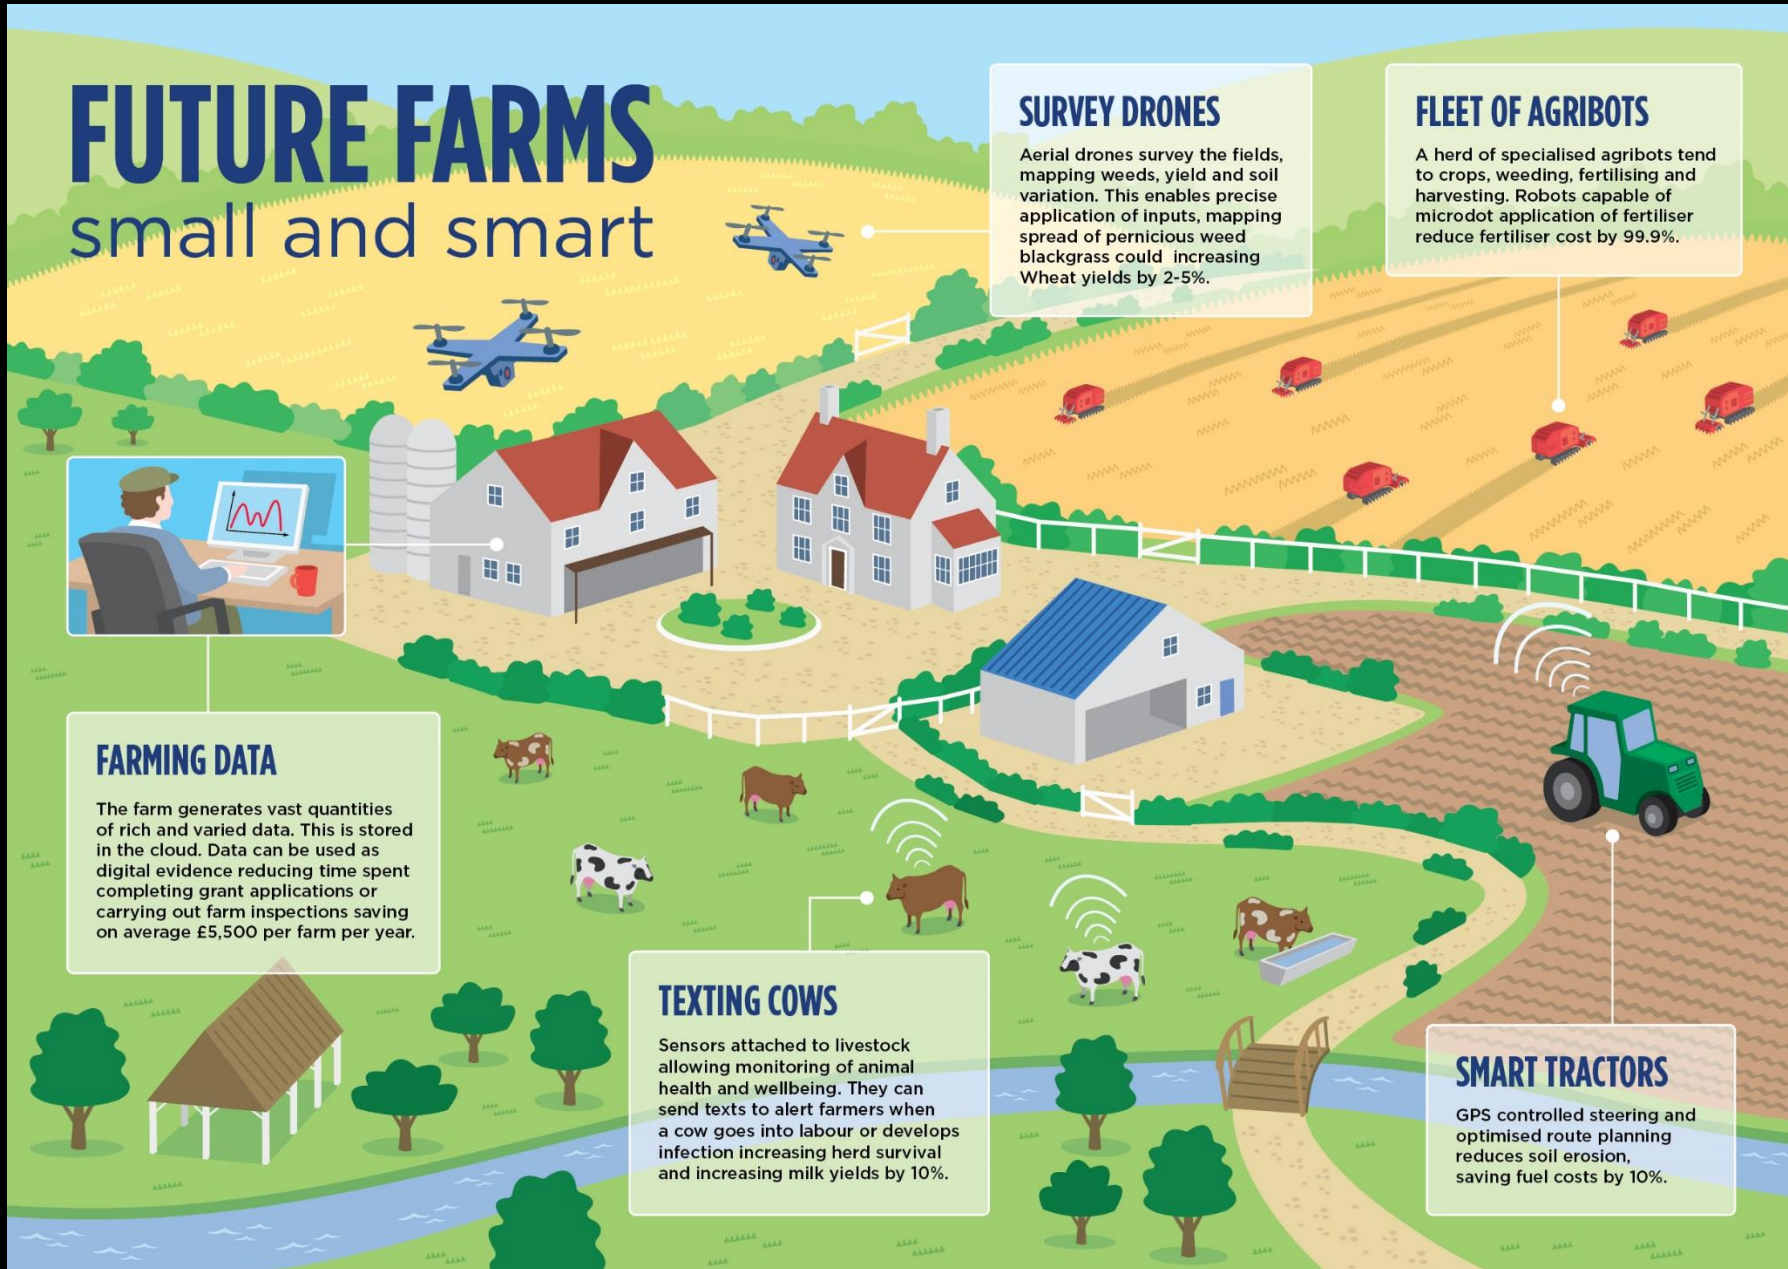 FUTURE FARMS
small and smart
SURVEY DRONES
Aerial drones survey the fields,
mapping weeds, yield and soil
variation. This enables precise
application of inputs, mapping
spread of pernicious weed
blackgrass could  increasing
Wheat yields by 2-5%.
FLEET OF AGRIBOTS
A herd of specialised agribots tend
to crops, weeding, fertilising and
harvesting. Robots capable of
microdot application of fertiliser
reduce fertiliser cost by 99.9%.
FARMING DATA
The farm generates vast quantities
of rich and varied data. This is stored
in the cloud. Data can be used as
digital evidence reducing time spent
completing grant applications or
carrying out farm inspections saving
on average £5,500 per farm per year.
TEXTING COWS
Sensors attached to livestock
allowing monitoring of animal
health and wellbeing. They can
send texts to alert farmers when
a cow goes into labour or develops
infection increasing herd survival
and increasing milk yields by 10%.
SMART TRACTORS
GPS controlled steering and
optimised route planning
reduces soil erosion,
saving fuel costs by 10%.